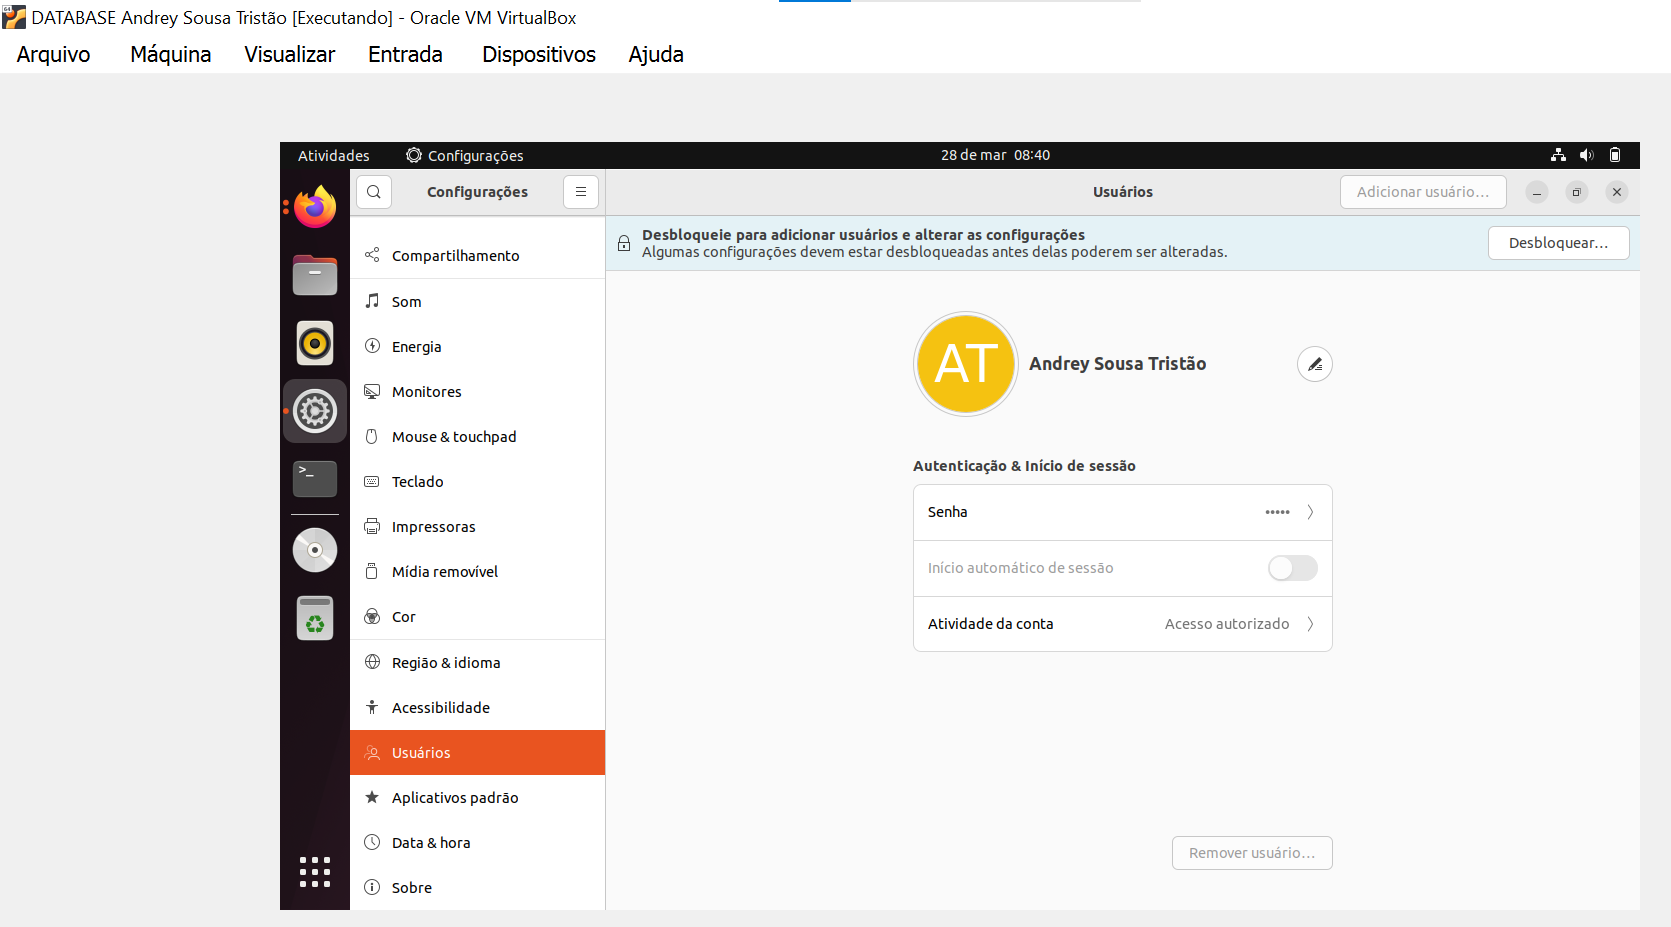 DATABASE Andrey Sousa Tristão [Executando] - Oracle VM VirtualBox
Arquivo Máquina Visualizar Entrada Dispositivos Ajuda
Atividades Configurações 28 de mar 08:40
Configurações Usuários Adicionar usuário...
Desbloqueie para adicionar usuários e alterar as configurações
Algumas configurações devem estar desbloqueadas antes delas poderem ser alteradas.
Desbloquear...
Compartilhamento
Som
Energia
Monitores
Mouse & touchpad
Teclado
Impressoras
Mídia removível
Cor
Região & idioma
Acessibilidade
Usuários
Aplicativos padrão
Data & hora
Sobre
AT Andrey Sousa Tristão
Autenticação & Início de sessão
Senha •••••
Início automático de sessão
Atividade da conta Acesso autorizado
Remover usuário...